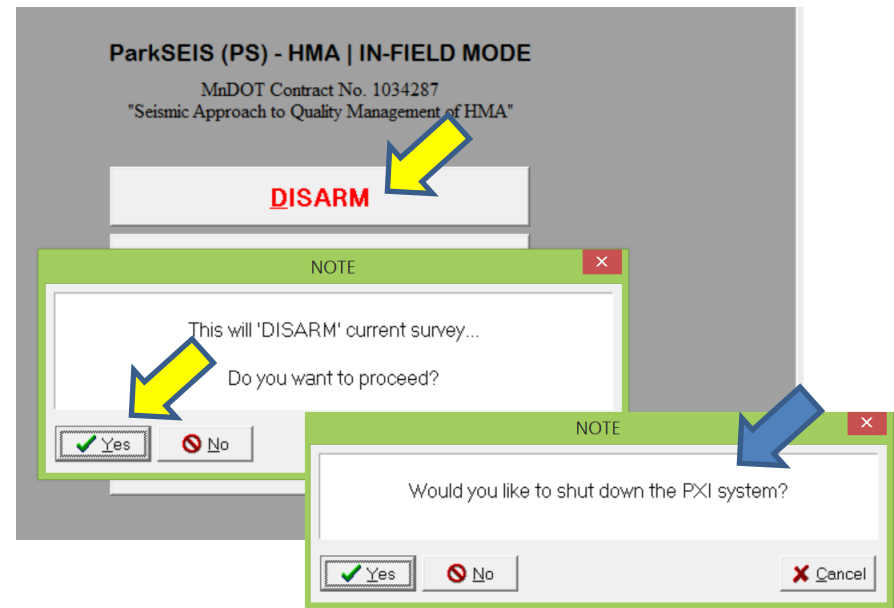 ParkSEIS (PS) - HMA | IN-FIELD MODE
MnDOT Contract No. 1034287
"Seismic Approach to Quality Management of HMA"
DISARM
NOTE
This will 'DISARM' current survey...
Do you want to proceed?
Yes
No
NOTE
Would you like to shut down the PXI system?
Yes
No
Cancel